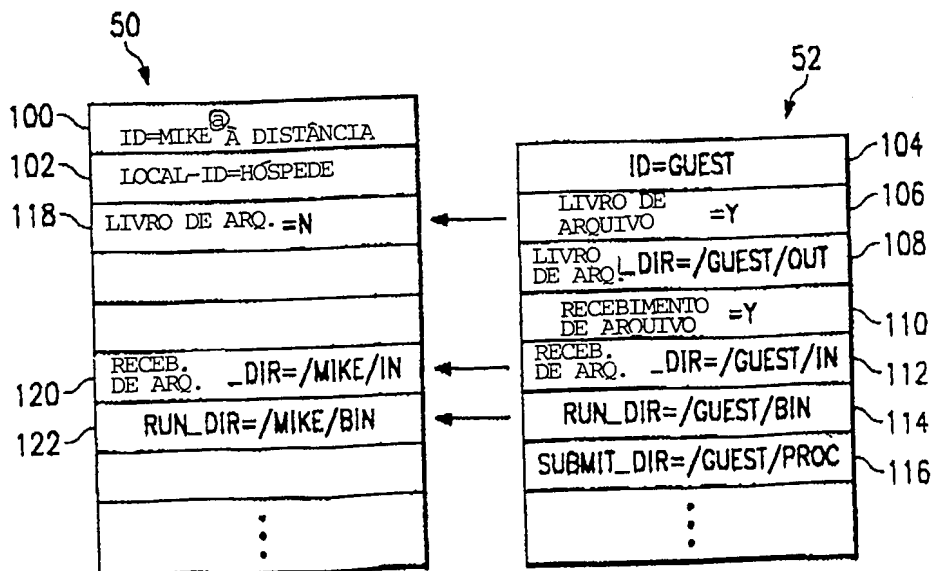 50
52
100
ID=MIKE@À DISTÂNCIA
102
LOCAL-ID=HÓSPEDE
118
LIVRO DE ARQ. =N
120
RECEB.
DE ARQ. _DIR=/MIKE/IN
122
RUN_DIR=/MIKE/BIN
ID=GUEST
104
LIVRO DE
ARQUIVO =Y
106
LIVRO
DE ARQ. _DIR=/GUEST/OUT
108
RECEBIMENTO
DE ARQUIVO =Y
110
RECEB.
DE ARQ. _DIR=/GUEST/IN
112
RUN_DIR=/GUEST/BIN
114
SUBMIT_DIR=/GUEST/PROC
116